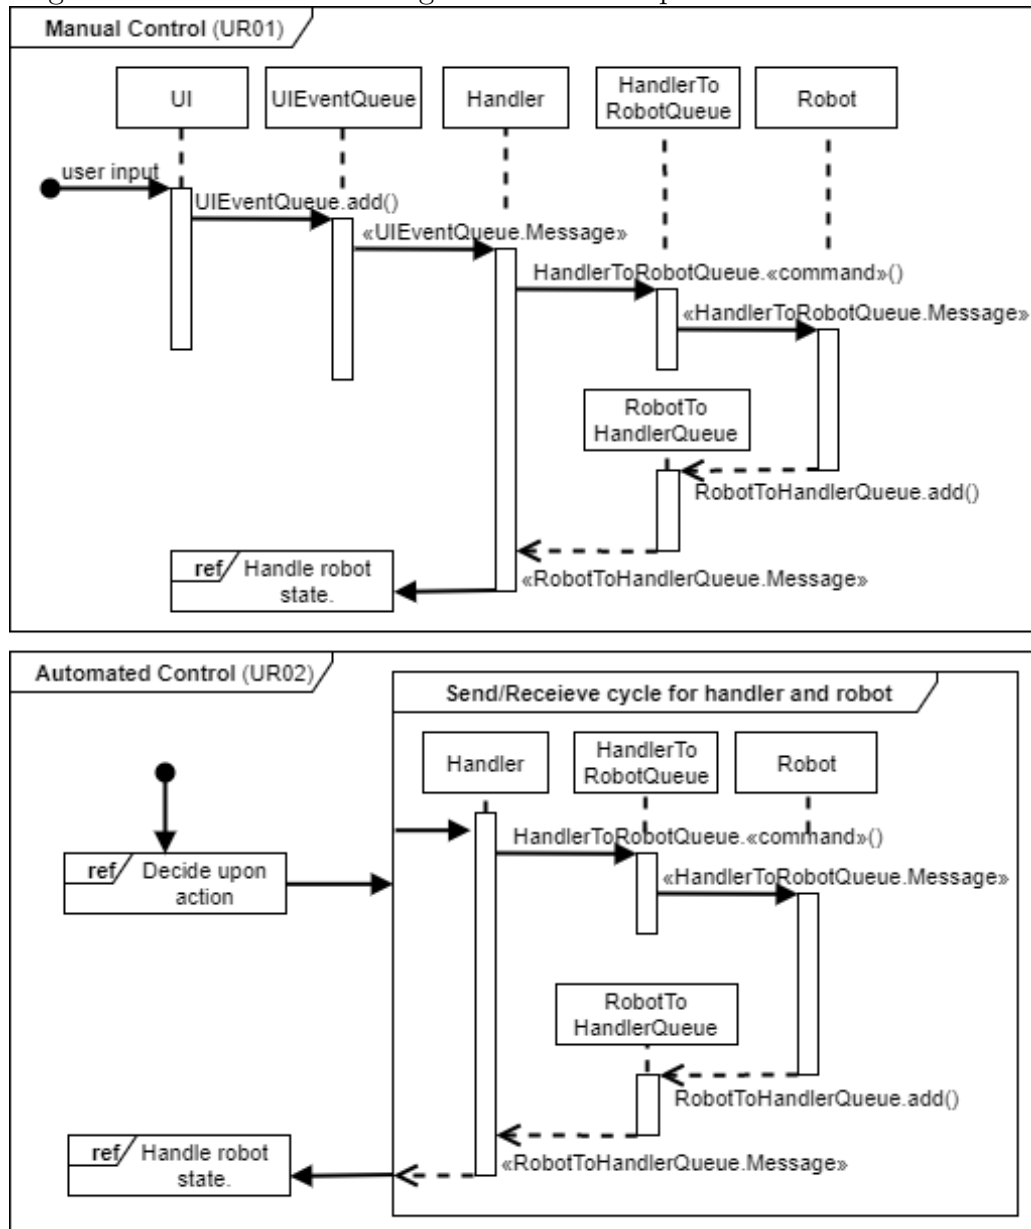 Manual Control (UR01)
UI
UIEventQueue
Handler
HandlerTo
RobotQueue
Robot
user input
UIEventQueue.add()
«UIEventQueue.Message»
HandlerToRobotQueue.«command»()
«HandlerToRobotQueue.Message»
RobotTo
HandlerQueue
RobotToHandlerQueue.add()
«RobotToHandlerQueue.Message»
ref Handle robot
state.
Automated Control (UR02)
Send/Receieve cycle for handler and robot
Handler
HandlerTo
RobotQueue
Robot
HandlerToRobotQueue.«command»()
ref Decide upon
action
«HandlerToRobotQueue.Message»
RobotTo
HandlerQueue
RobotToHandlerQueue.add()
«RobotToHandlerQueue.Message»
ref Handle robot
state.